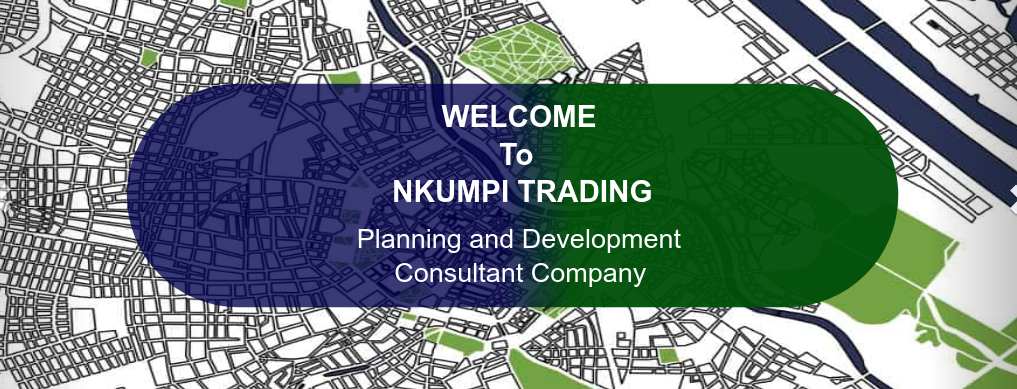 WELCOME
To
NKUMPI TRADING
Planning and Development
Consultant Company